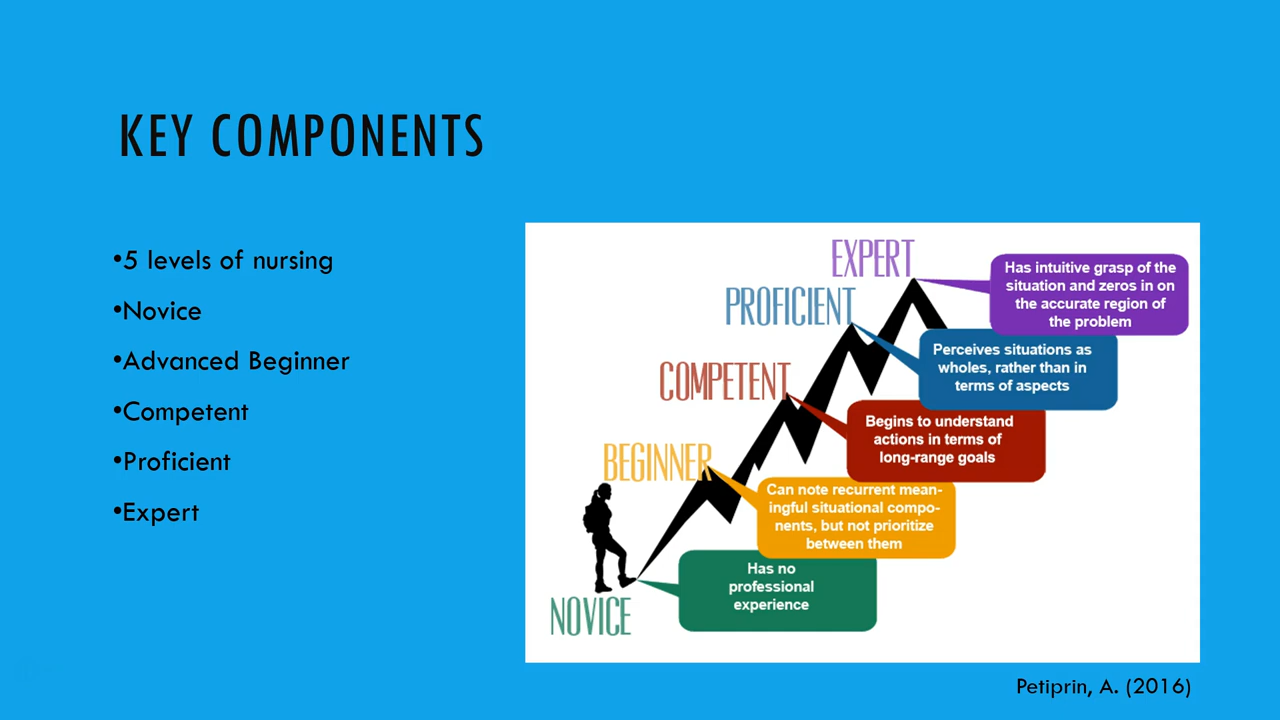 KEY COMPONENTS
•5 levels of nursing
•Novice
•Advanced Beginner
•Competent
•Proficient
•Expert
EXPERT
Has intuitive grasp of the
situation and zeros in on
the accurate region of
the problem
PROFICIENT
Perceives situations as
wholes, rather than in
terms of aspects
COMPETENT
Begins to understand
actions in terms of
long-range goals
BEGINNER
Can note recurrent mean-
ingful situational compo-
nents, but not prioritize
between them
Has no
professional
experience
NOVICE
Petiprin, A. (2016)